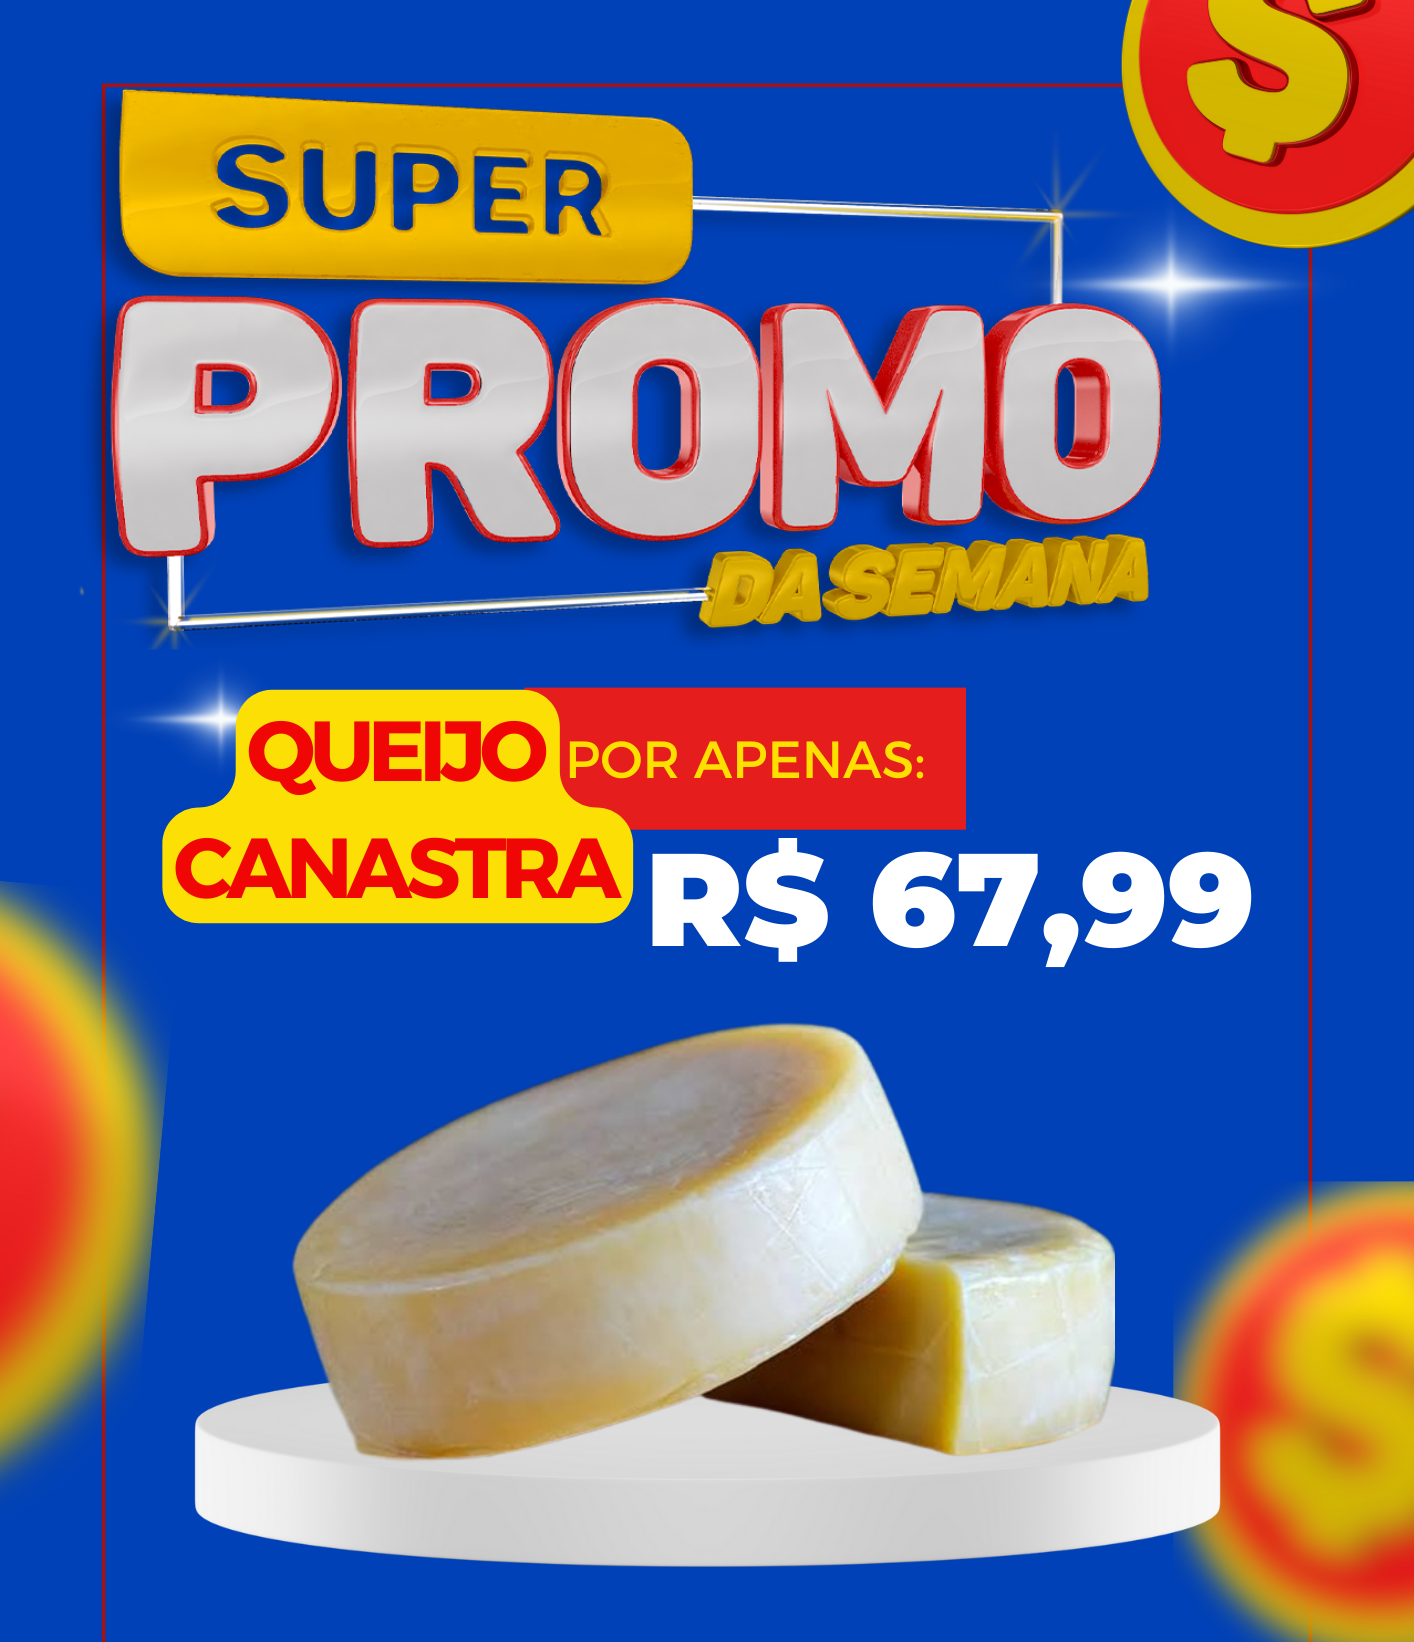 SUPER
PROMO
DA SEMANA
QUEIJO
CANASTRA
POR APENAS:
R$ 67,99
$
$